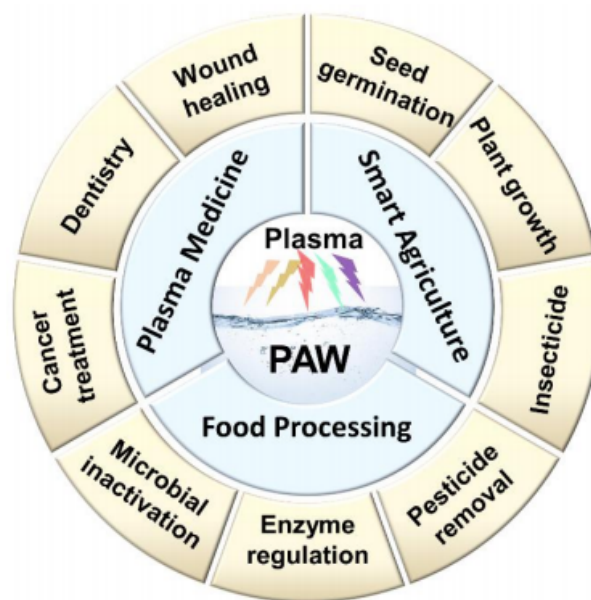 Plasma
PAW
Plasma Medicine
Smart Agriculture
Food Processing
Wound
healing
Seed
germination
Plant growth
Insecticide
Pesticide
removal
Enzyme
regulation
Microbial
inactivation
Cancer
treatment
Dentistry